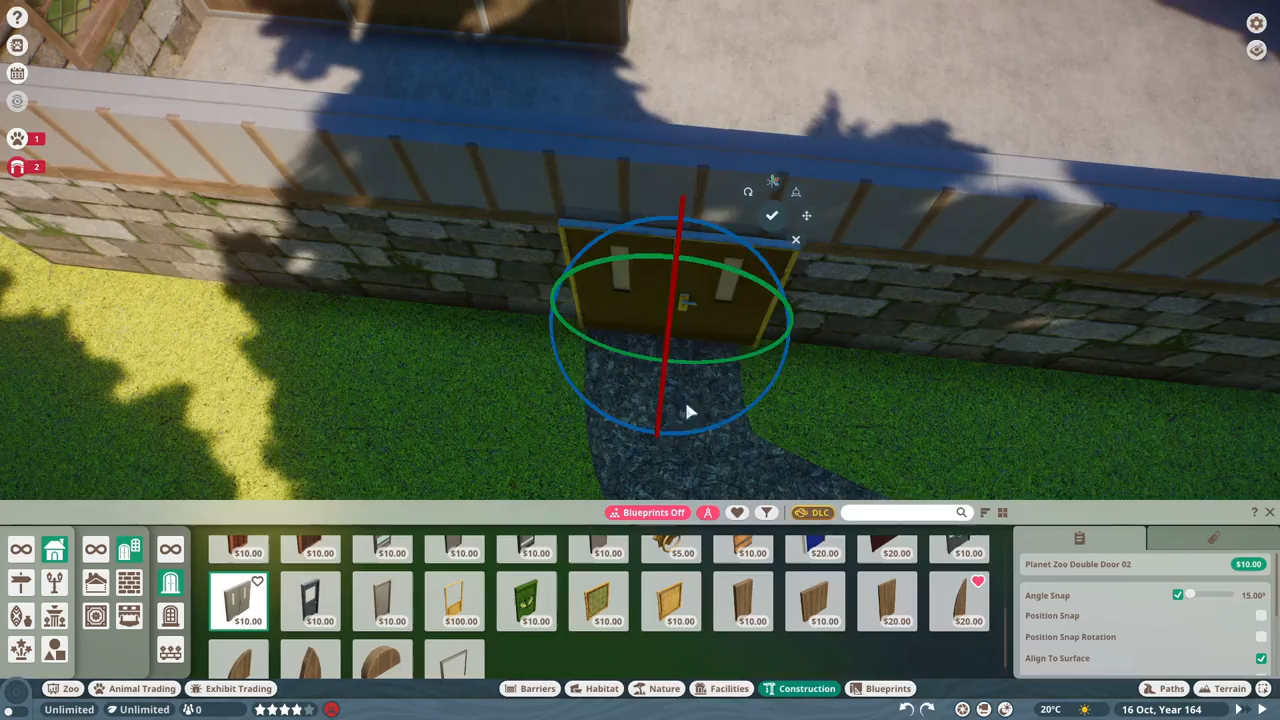 ?
1
2
Blueprints Off
DLC
? ×
$10.00 $10.00 $10.00 $10.00 $10.00 $10.00 $5.00 $10.00 $20.00 $20.00 $10.00
$10.00 $10.00 $10.00 $100.00 $10.00 $10.00 $10.00 $10.00 $10.00 $20.00 $20.00
Planet Zoo Double Door 02 $10.00
Angle Snap 15.00°
Position Snap
Position Snap Rotation
Align To Surface
Zoo Animal Trading Exhibit Trading Barriers Habitat Nature Facilities Construction Blueprints Paths Terrain
Unlimited Unlimited 0 20°C 16 Oct, Year 164